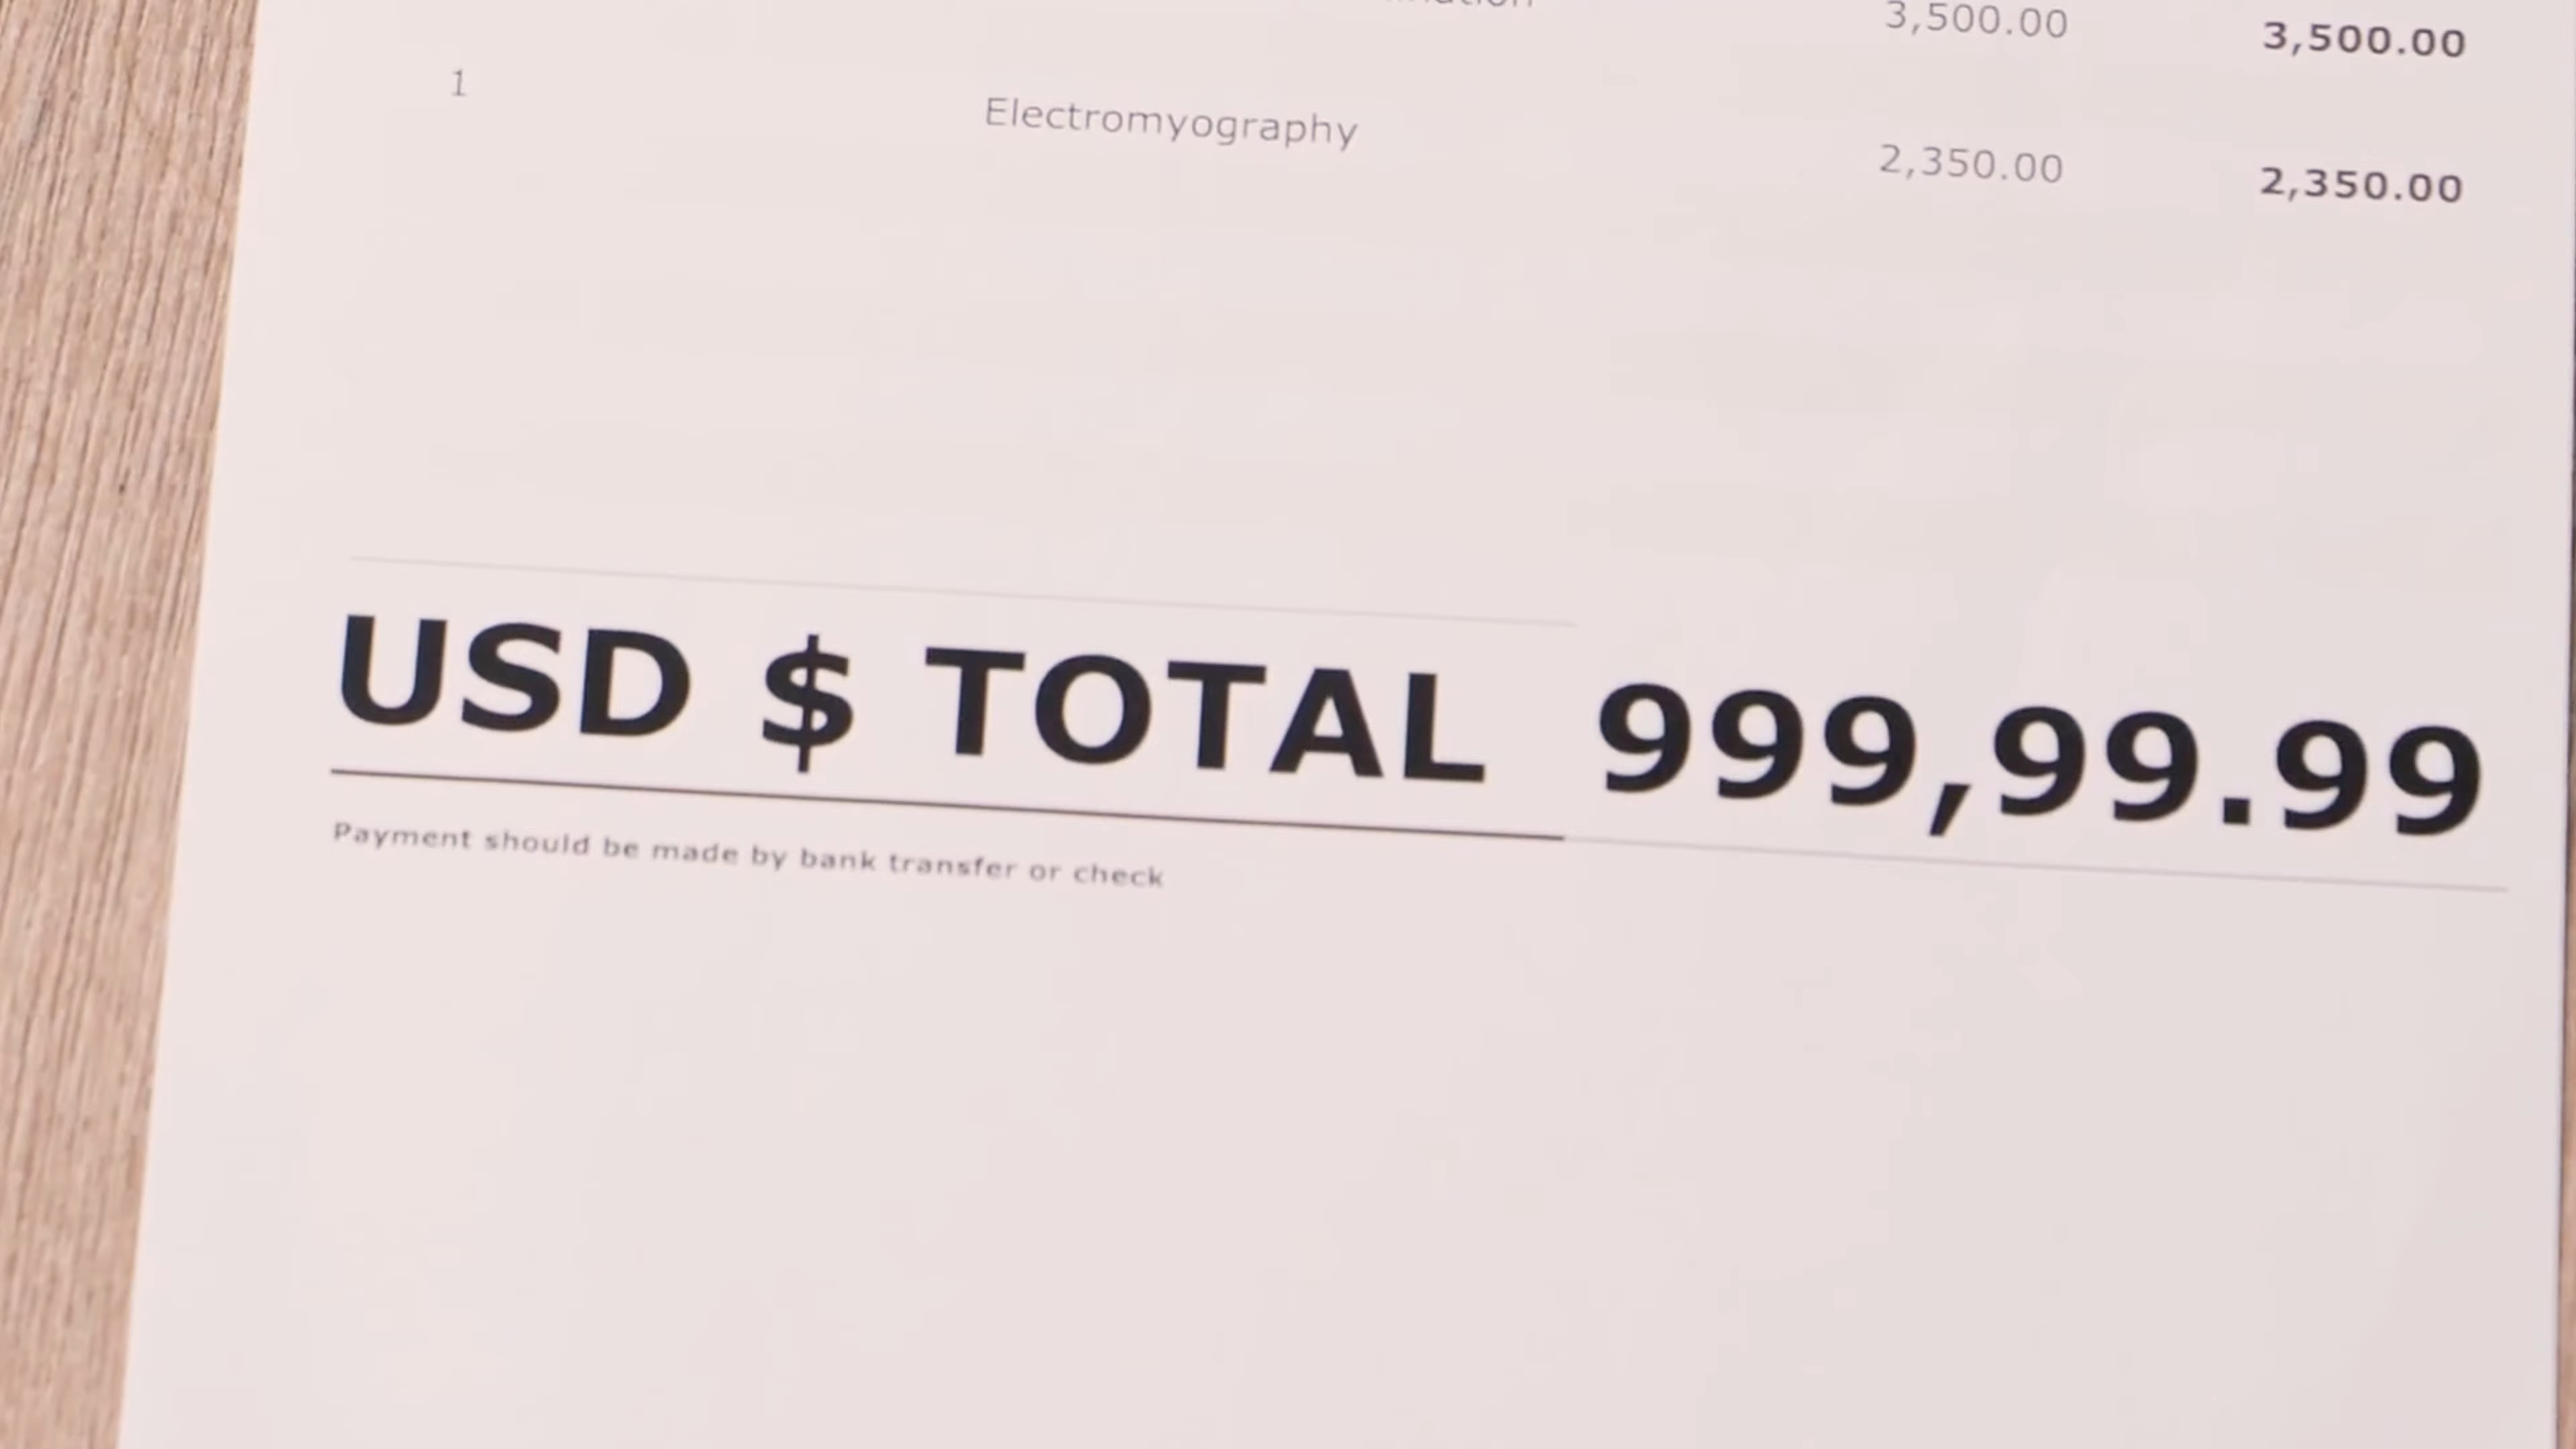 3,500.00 3,500.00
1 Electromyography 2,350.00 2,350.00
USD $ TOTAL 999,99.99
Payment should be made by bank transfer or check